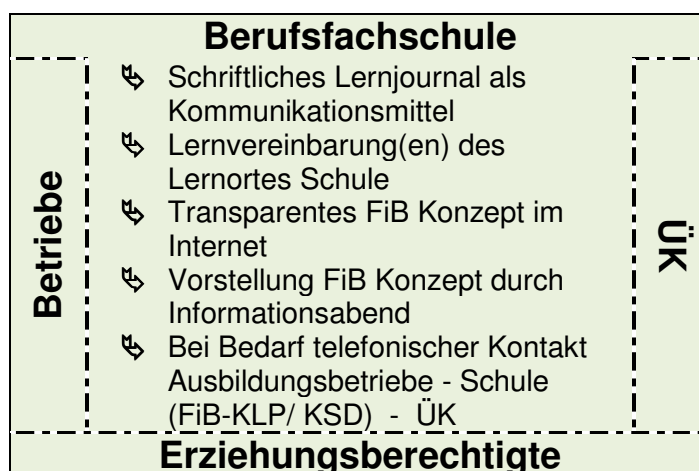 Berufsfachschule
Betriebe
Schriftliches Lernjournal als
Kommunikationsmittel
Lernvereinbarung(en) des
Lernortes Schule
Transparentes FiB Konzept im
Internet
Vorstellung FiB Konzept durch
Informationsabend
Bei Bedarf telefonischer Kontakt
Ausbildungsbetriebe - Schule
(FiB-KLP/ KSD) - ÜK
ÜK
Erziehungsberechtigte